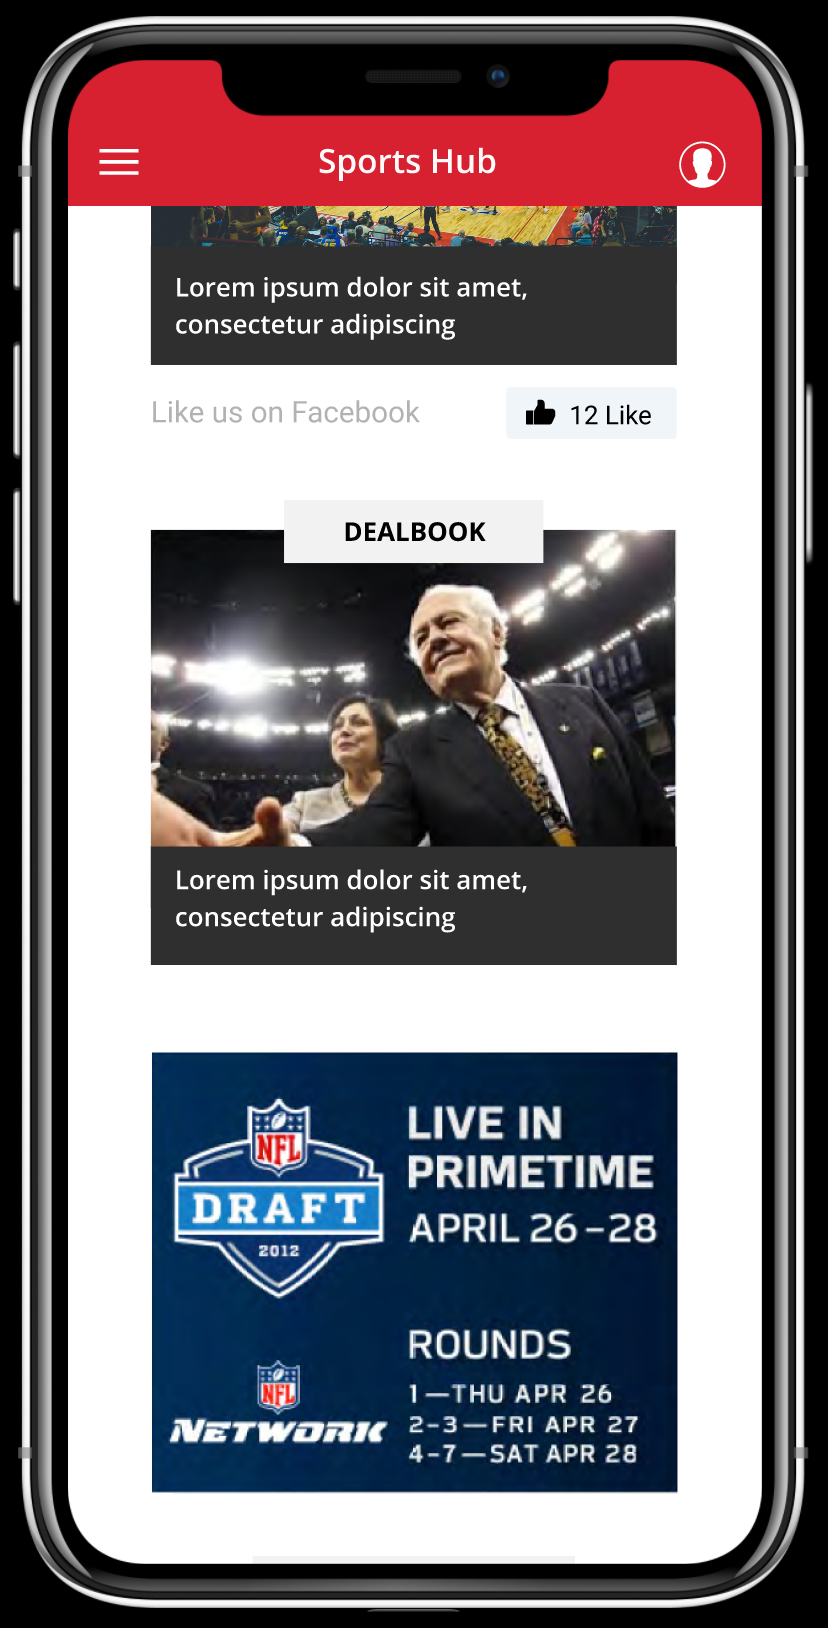 Sports Hub
Lorem ipsum dolor sit amet,
consectetur adipiscing
Like us on Facebook
12 Like
DEALBOOK
Lorem ipsum dolor sit amet,
consectetur adipiscing
NFL
DRAFT
2012
LIVE IN
PRIMETIME
APRIL 26-28
NFL
NETWORK
ROUNDS
1—THU APR 26
2-3—FRI APR 27
4-7—SAT APR 28